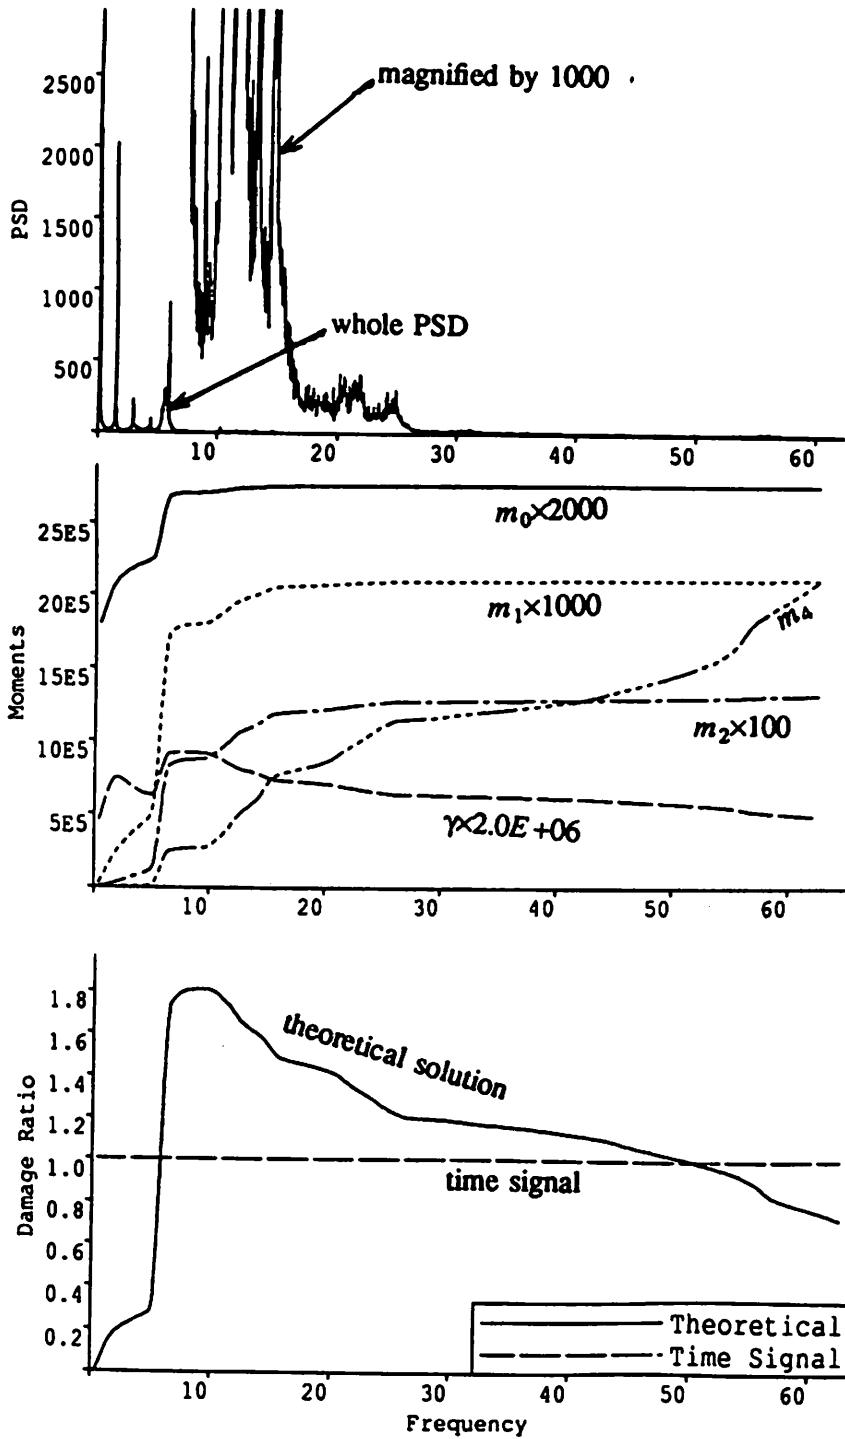 2500
magnified by 1000
2000
PSD
1500
1000
whole PSD
500
10 20 30 40 50 60
25E5
m₀×2000
20E5
m₁×1000
m₄
Moments
15E5
10E5
m₂×100
5E5
γ×2.0E+06
10 20 30 40 50 60
1.8
theoretical solution
1.6
1.4
1.2
Damage Ratio
1.0
time signal
0.8
0.6
0.4
0.2
Theoretical
Time Signal
10 20 30 40 50 60
Frequency